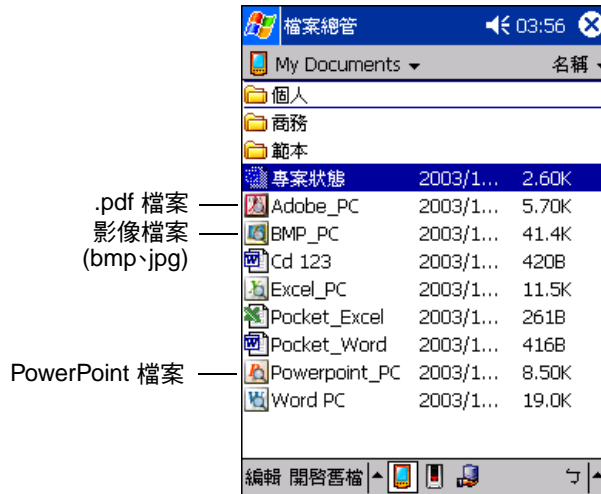 檔案總管 03:56
My Documents 名稱
個人
商務
範本
專案狀態 2003/1... 2.60K
.pdf 檔案 Adobe_PC 2003/1... 5.70K
影像檔案 BMP_PC 2003/1... 41.4K
(bmp、jpg) Cd 123 2003/1... 420B
Excel_PC 2003/1... 11.5K
Pocket_Excel 2003/1... 261B
Pocket_Word 2003/1... 416B
PowerPoint 檔案 Powerpoint_PC 2003/1... 8.50K
Word PC 2003/1... 19.0K
編輯 開啓舊檔 ㄅ